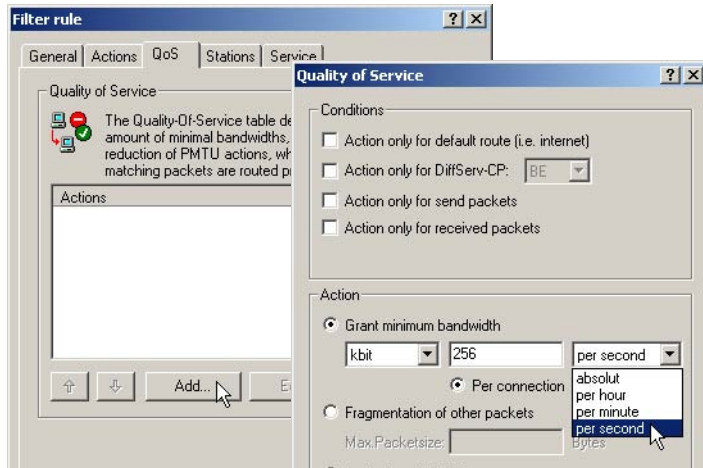 Filter rule
General Actions QoS Stations Service
Quality of Service
The Quality-Of-Service table de
amount of minimal bandwidths,
reduction of PMTU actions, wh
matching packets are routed p
Actions
Add...
Quality of Service
Conditions
Action only for default route (i.e. internet)
Action only for DiffServ-CP: BE
Action only for send packets
Action only for received packets
Action
Grant minimum bandwidth
kbit 256 per second
Per connection
absolut
per hour
per minute
per second
Fragmentation of other packets
Max.Packetsize: Bytes